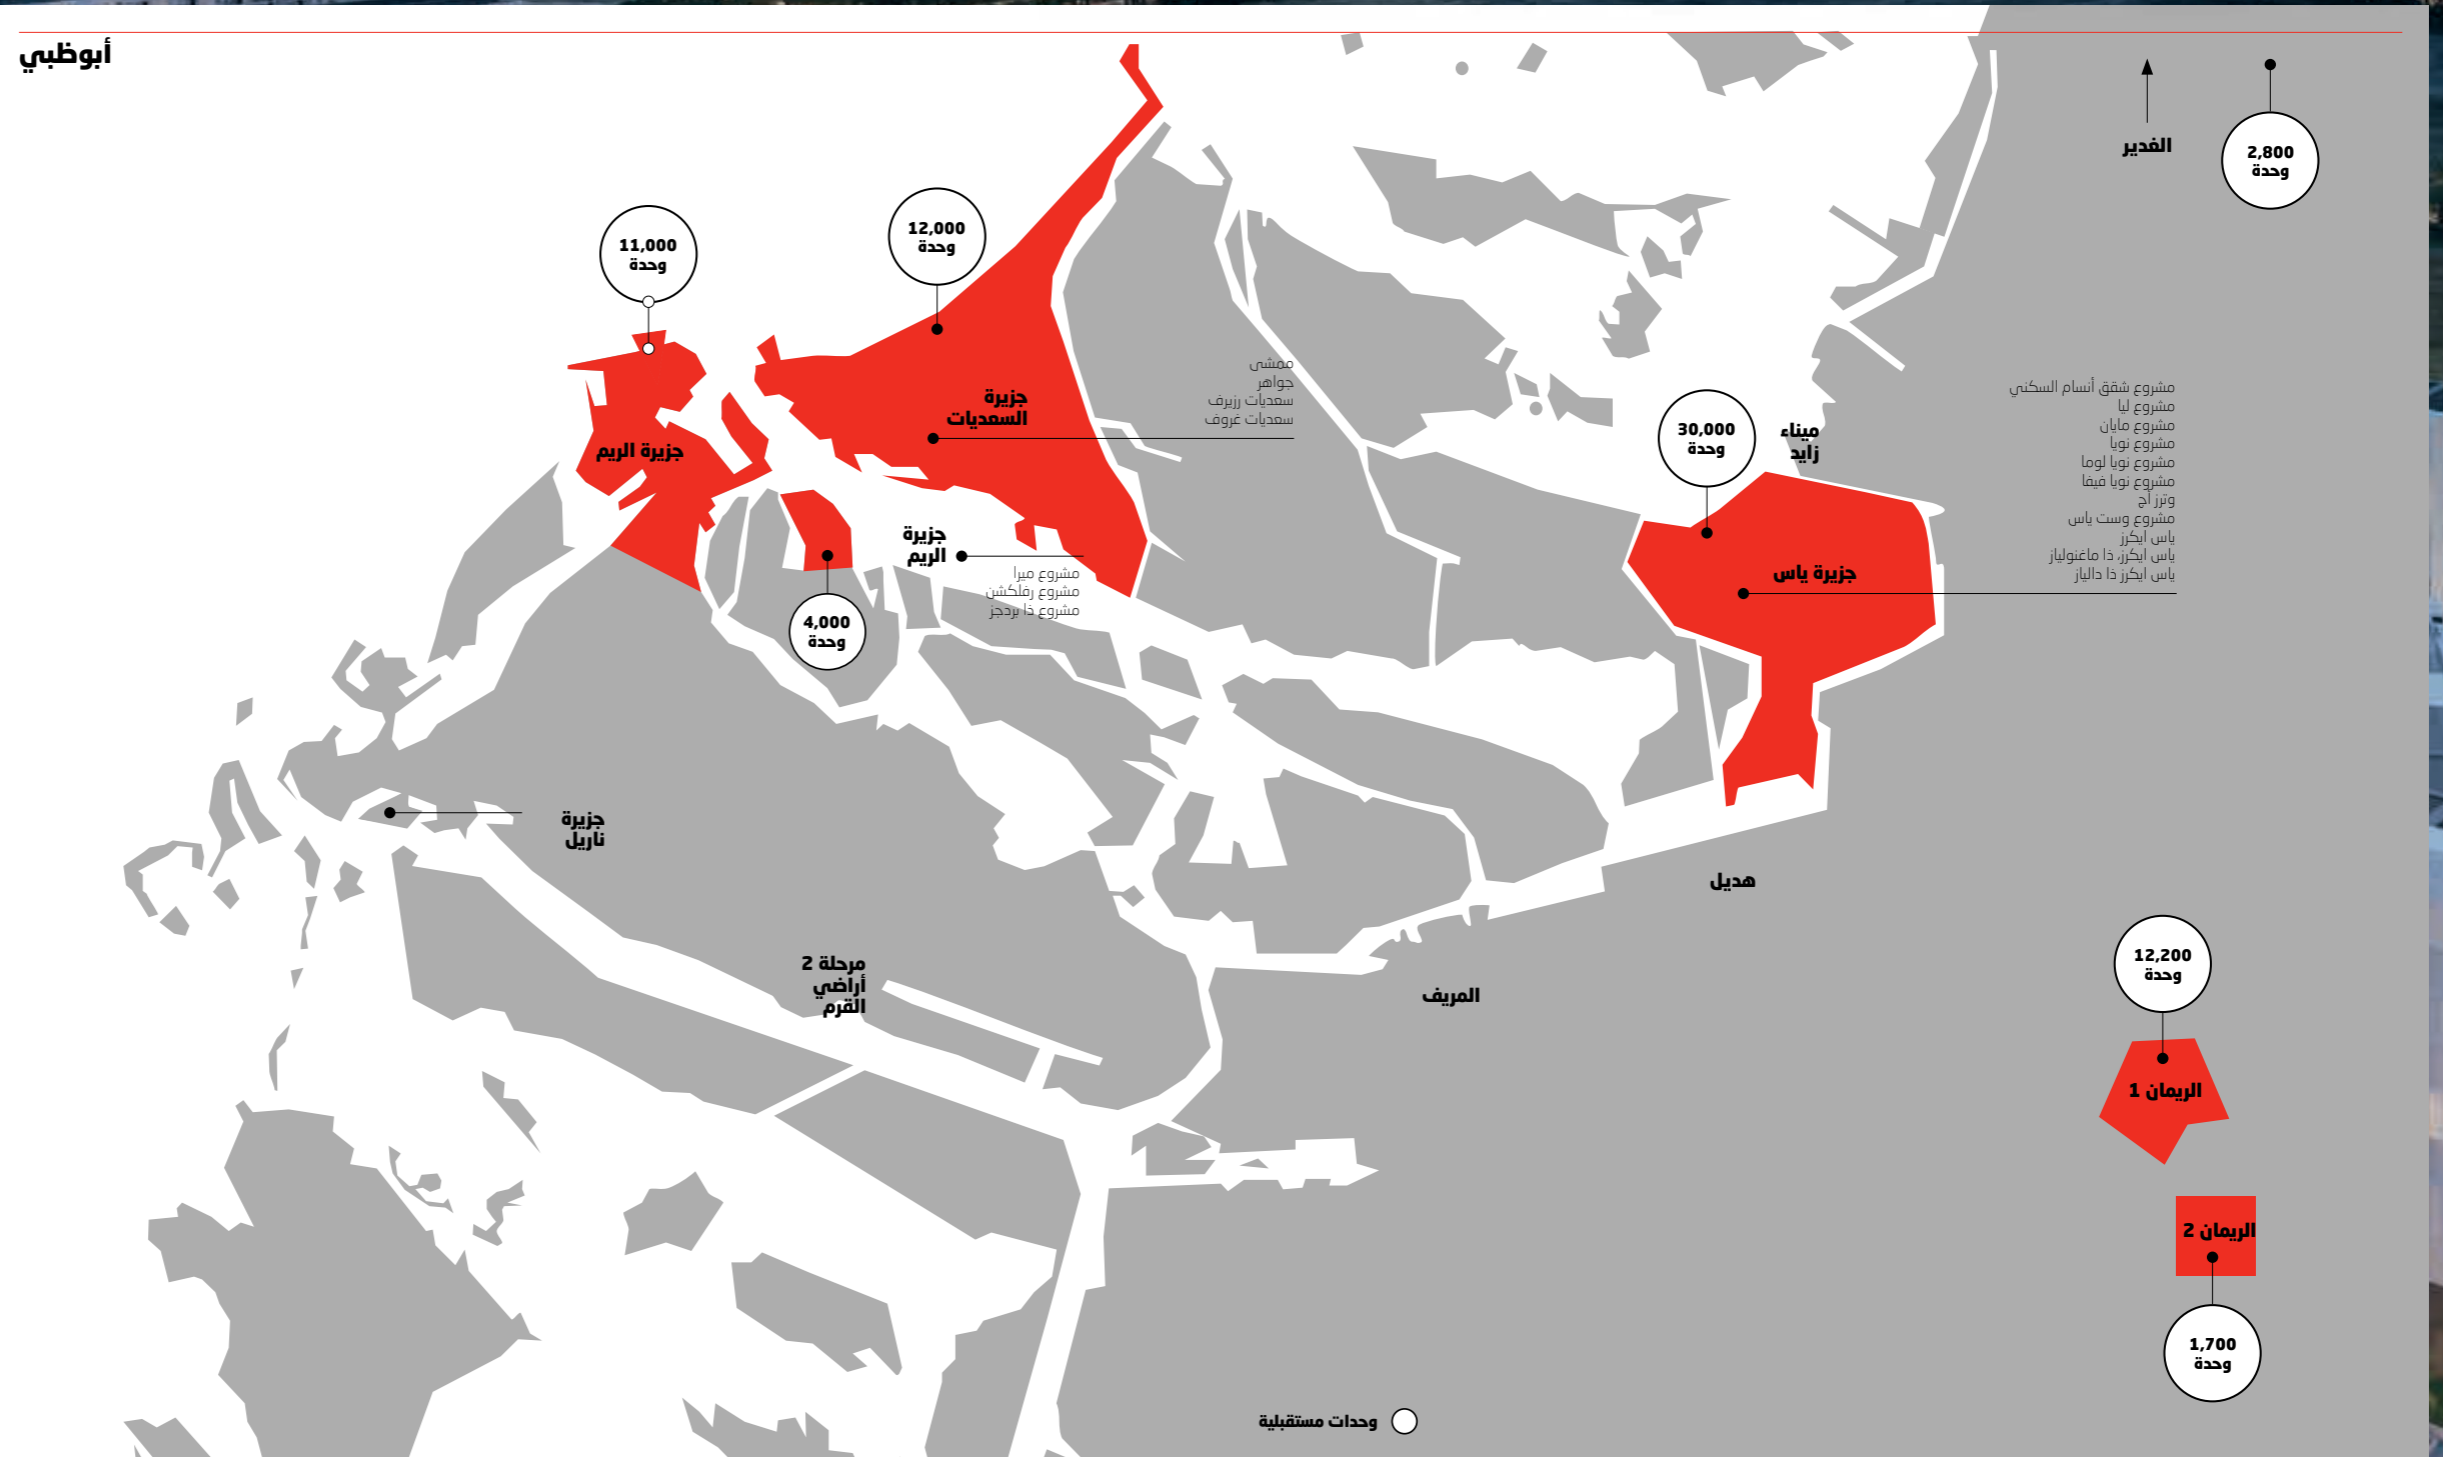 أبوظبي
الغدير
2,800
وحدة
12,000
وحدة
11,000
وحدة
جزيرة
السعديات
ممشى
جواهر
سعديات رزيرف
سعديات غروف
جزيرة الريم
ميناء
زايد
30,000
وحدة
مشروع شقق أنسام السكني
مشروع ليا
مشروع مايان
مشروع نويا
مشروع نويا لوما
مشروع نويا فيفا
وترز أج
مشروع وست ياس
ياس ايكرز
ياس ايكرز، ذا ماغنولياز
ياس ايكرز ذا دالياز
جزيرة ياس
جزيرة
الريم
مشروع ميرا
مشروع رفلكشن
مشروع ذا بردجز
4,000
وحدة
جزيرة
ناريل
هديل
المريف
مرحلة 2
أراضي
القرم
12,200
وحدة
الريمان 1
الريمان 2
1,700
وحدة
وحدات مستقبلية